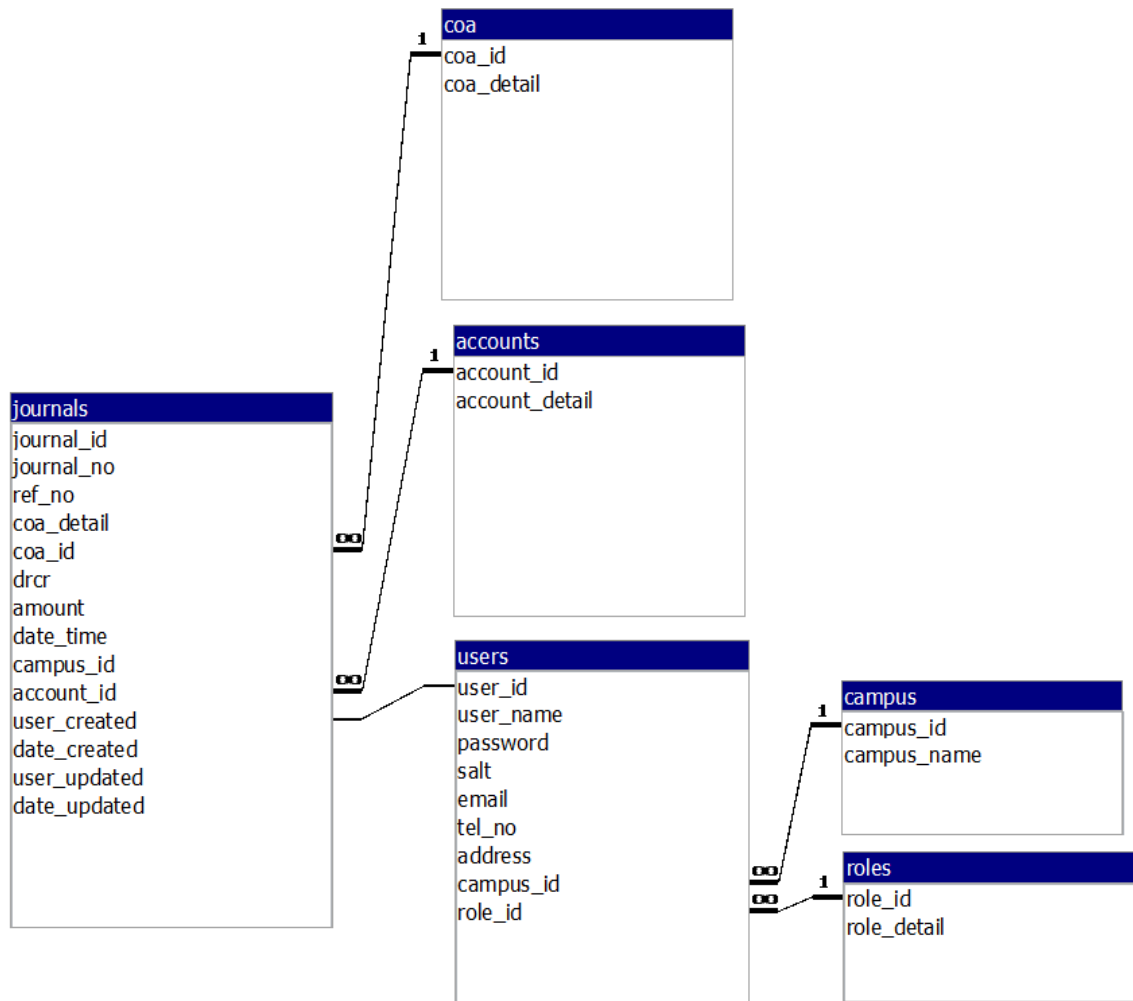 coa
1
coa_id
coa_detail
accounts
1
account_id
account_detail
journals
journal_id
journal_no
ref_no
coa_detail
coa_id
∞
drcr
amount
date_time
campus_id
account_id
∞
user_created
date_created
user_updated
date_updated
users
user_id
user_name
password
salt
email
tel_no
address
campus_id
∞
role_id
∞
campus
1
campus_id
campus_name
roles
1
role_id
role_detail